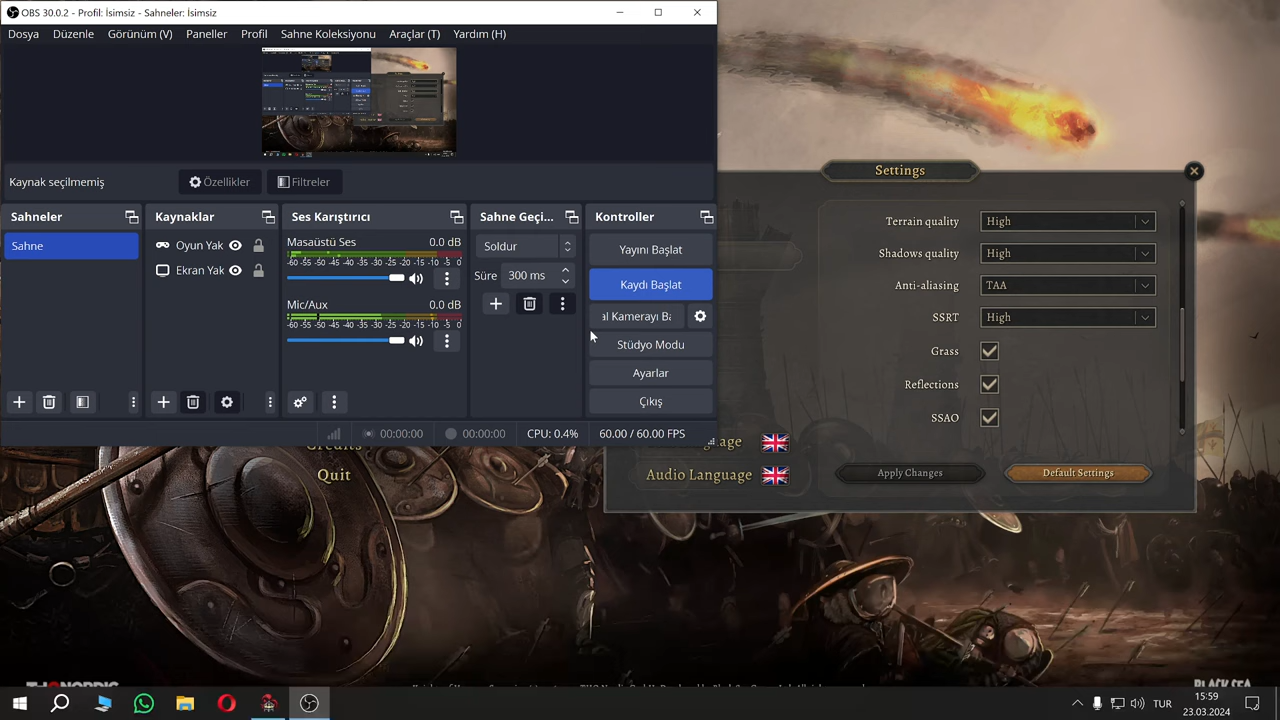 OBS 30.0.2 - Profil: İsimsiz - Sahneler: İsimsiz
Dosya Düzenle Görünüm (V) Paneller Profil Sahne Koleksiyonu Araçlar (T) Yardım (H)
Kaynak seçilmemiş
Özellikler
Filtreler
Sahneler
Sahne
Kaynaklar
Oyun Yak
Ekran Yak
Ses Karıştırıcı
Masaüstü Ses 0.0 dB
-60 -55 -50 -45 -40 -35 -30 -25 -20 -15 -10 -5 0
Mic/Aux 0.0 dB
-60 -55 -50 -45 -40 -35 -30 -25 -20 -15 -10 -5 0
Sahne Geçi...
Soldur
Süre 300 ms
Kontroller
Yayını Başlat
Kaydı Başlat
al Kamerayı Ba
Stüdyo Modu
Ayarlar
Çıkış
00:00:00
00:00:00
CPU: 0.4%
60.00 / 60.00 FPS
Settings
Terrain quality High
Shadows quality High
Anti-aliasing TAA
SSRT High
Grass
Reflections
SSAO
Apply Changes
Default Settings
Credits
Quit
Audio Language
BLACK SEA
TUR
15:59
23.03.2024